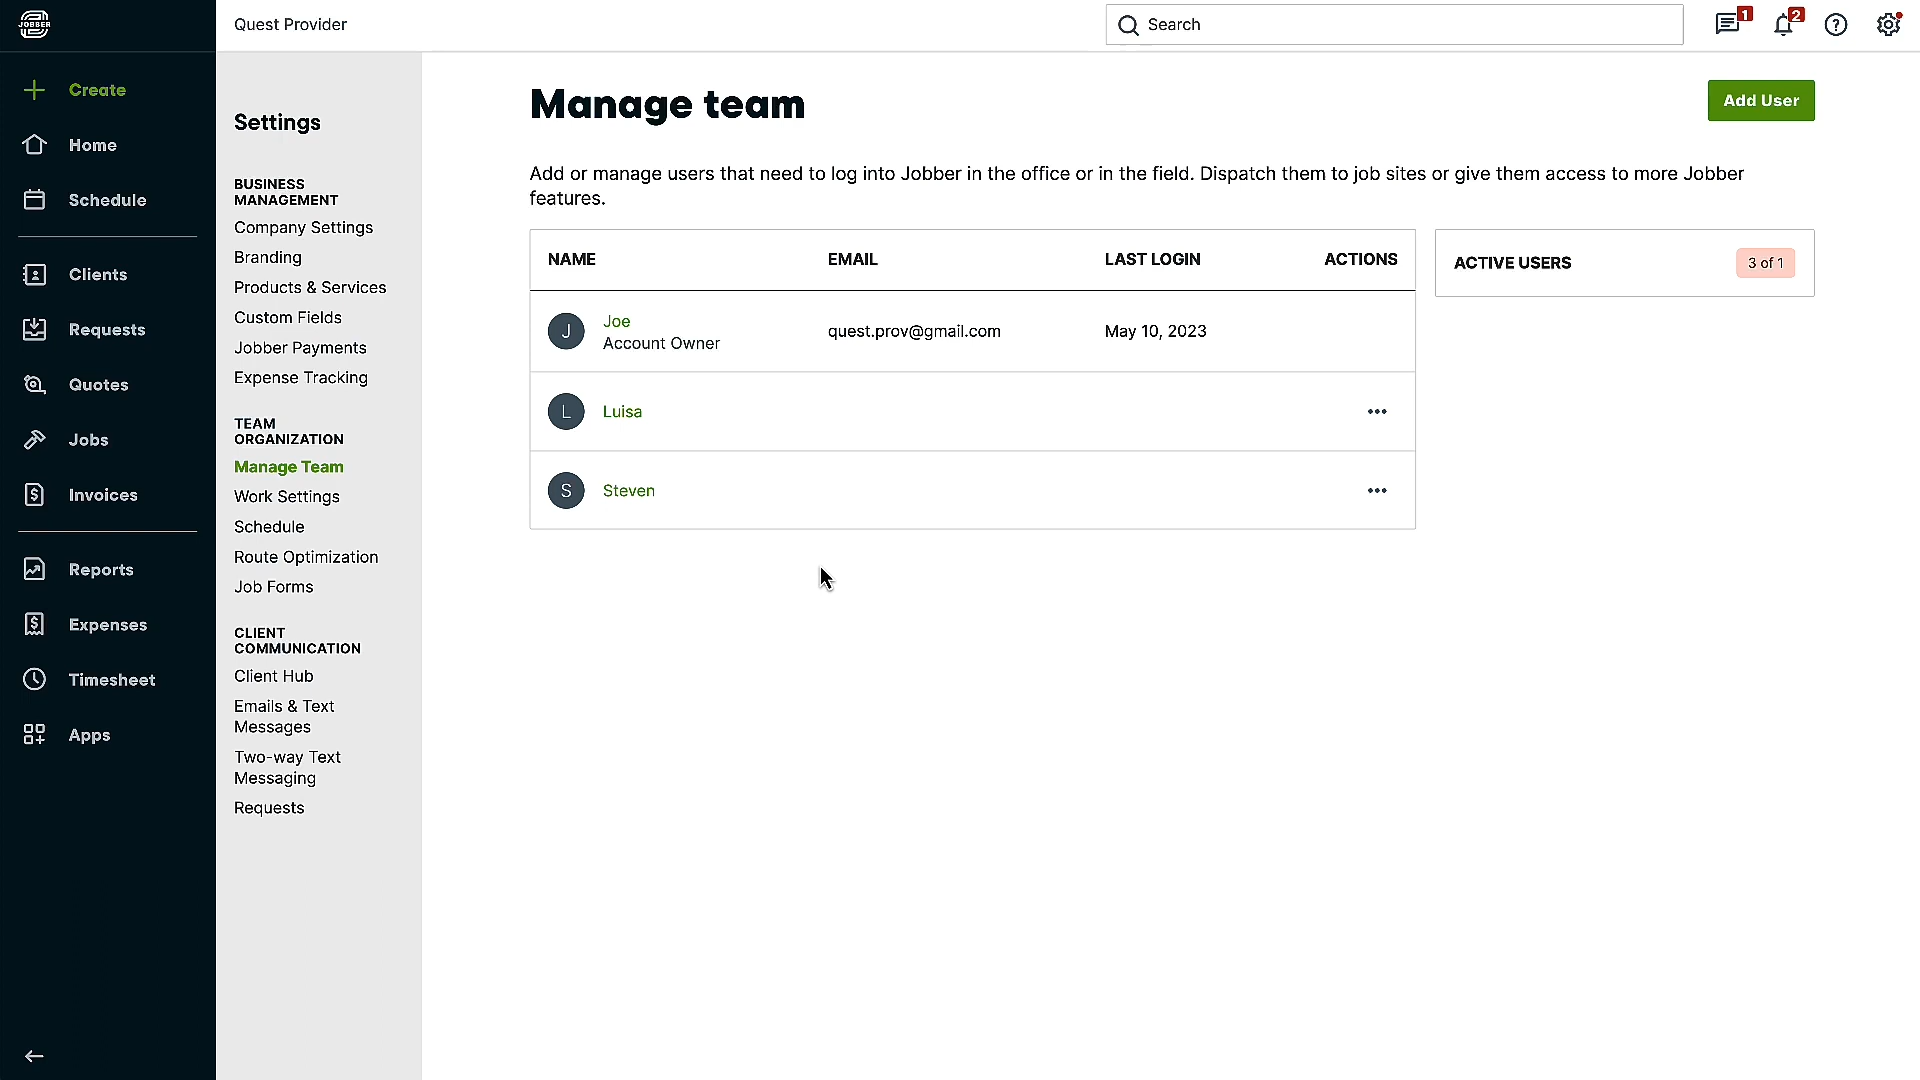 JOBBER
Quest Provider
Search
1
2
Create
Home
Schedule
Clients
Requests
Quotes
Jobs
Invoices
Reports
Expenses
Timesheet
Apps
Settings
BUSINESS
MANAGEMENT
Company Settings
Branding
Products & Services
Custom Fields
Jobber Payments
Expense Tracking
TEAM
ORGANIZATION
Manage Team
Work Settings
Schedule
Route Optimization
Job Forms
CLIENT
COMMUNICATION
Client Hub
Emails & Text
Messages
Two-way Text
Messaging
Requests
Manage team
Add User
Add or manage users that need to log into Jobber in the office or in the field. Dispatch them to job sites or give them access to more Jobber
features.
NAME EMAIL LAST LOGIN ACTIONS
J Joe quest.prov@gmail.com May 10, 2023
Account Owner
L Luisa
S Steven
ACTIVE USERS 3 of 1